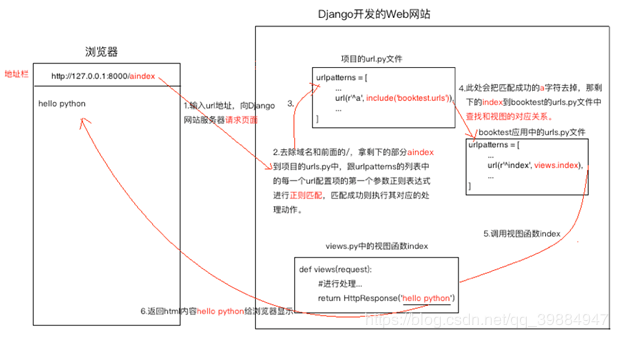 Django开发的Web网站
浏览器
地址栏
http://127.0.0.1:8000/aindex
hello python
1.输入url地址，向Django
网站服务器请求页面
项目的url.py文件
urlpatterns = [
...
url(r'^a', include('booktest.urls'))
...
]
3.
2.去除域名和前面的/，拿剩下的部分aindex
到项目的urls.py中，跟urlpatterns的列表中
的每一个url配置项的第一个参数正则表达式
进行正则匹配，匹配成功则执行其对应的处
理动作。
4.此处会把匹配成功的a字符去掉，那剩
下的index到booktest的urls.py文件中
查找和视图的对应关系。
booktest应用中的urls.py文件
urlpatterns = [
...
url(r'^index', views.index),
...
]
5.调用视图函数index
views.py中的视图函数index
def views(request):
#进行处理...
return HttpResponse('hello python')
6.返回html内容hello python给浏览器显示
https://blog.csdn.net/qq_39884947